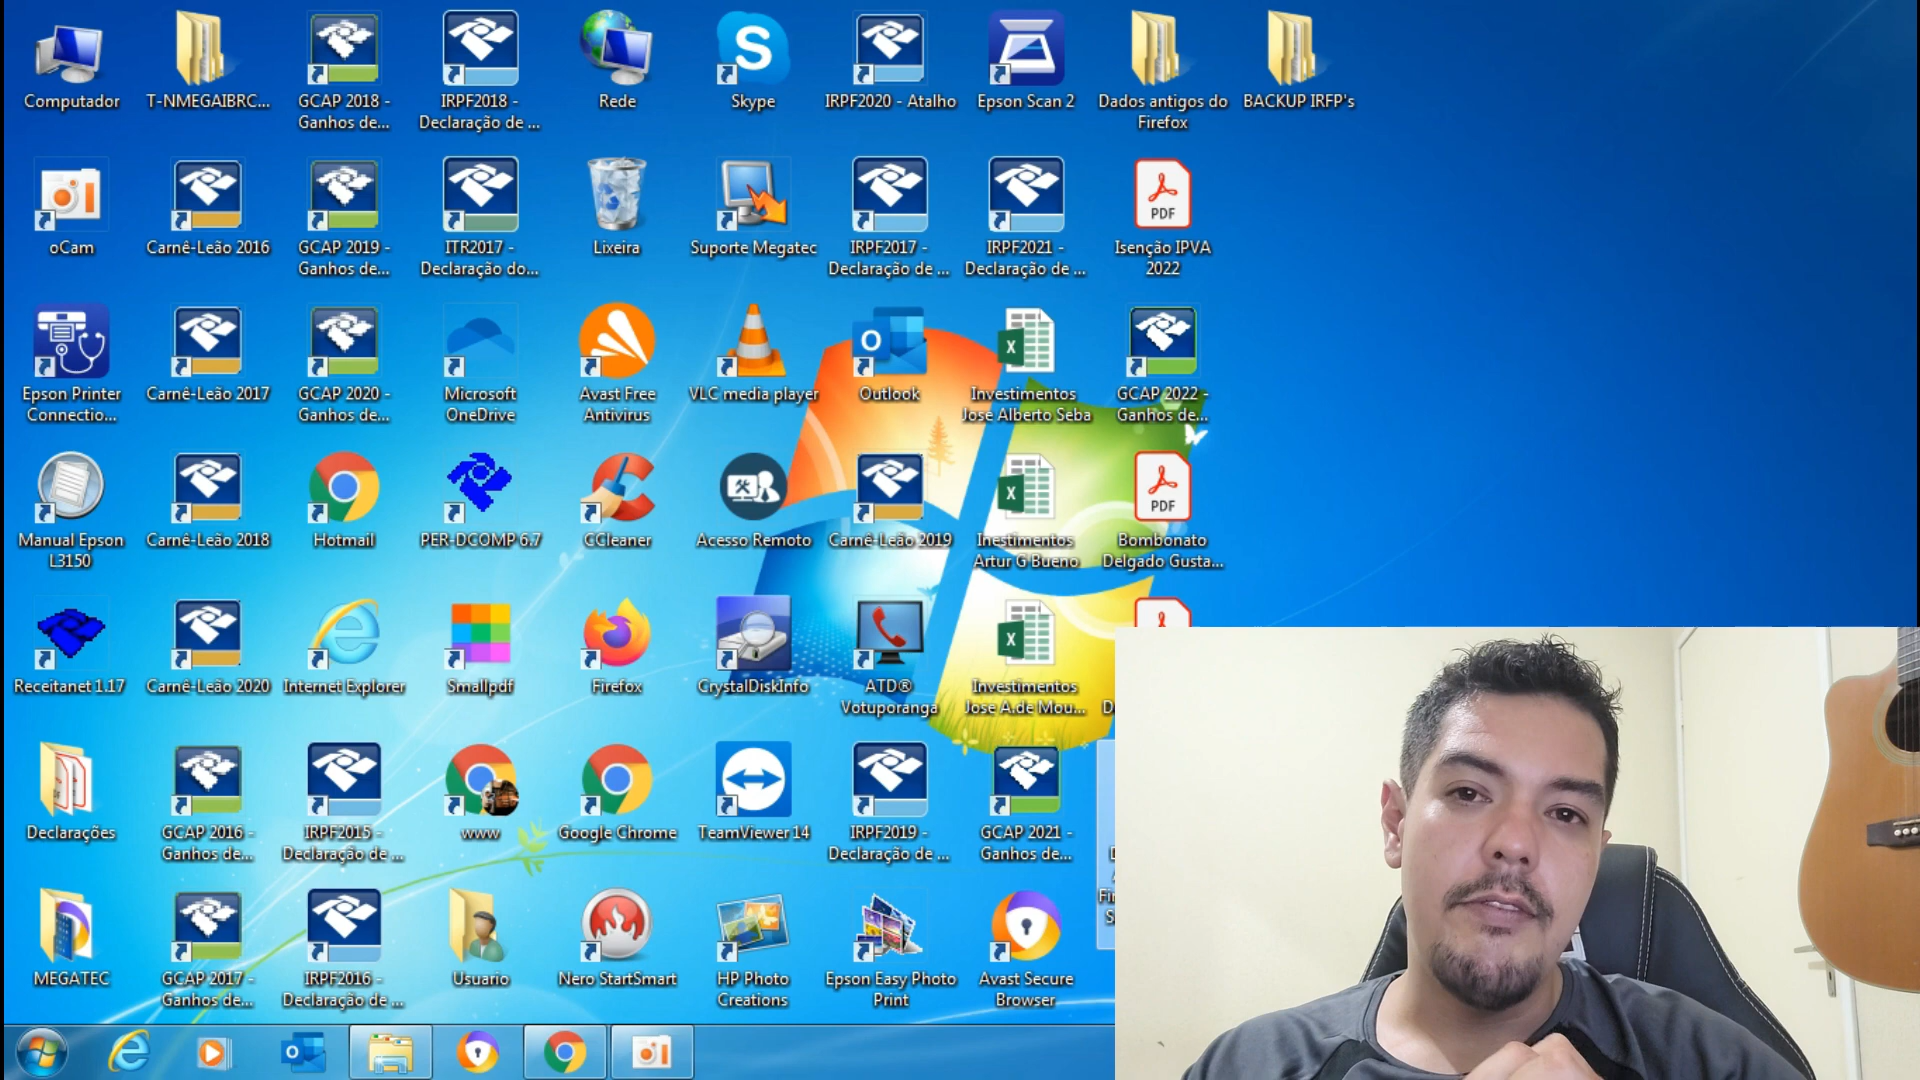 Computador
T-NMEGAIBRC...
GCAP 2018 -
Ganhos de...
IRPF2018 -
Declaração de ...
Rede
Skype
IRPF2020 - Atalho
Epson Scan 2
Dados antigos do
Firefox
BACKUP IRFP's
oCam
Carnê-Leão 2016
GCAP 2019 -
Ganhos de...
ITR2017 -
Declaração do...
Lixeira
Suporte Megatec
IRPF2017 -
Declaração de ...
IRPF2021 -
Declaração de ...
PDF
Isenção IPVA
2022
Epson Printer
Connectio...
Carnê-Leão 2017
GCAP 2020 -
Ganhos de...
Microsoft
OneDrive
Avast Free
Antivirus
VLC media player
Outlook
Investimentos
Jose Alberto Seba
GCAP 2022 -
Ganhos de...
Manual Epson
L3150
Carnê-Leão 2018
Hotmail
PER-DCOMP 6.7
CCleaner
Acesso Remoto
Carnê-Leão 2019
Inestimentos
Artur G Bueno
PDF
Bombonato
Delgado Gusta...
Receitanet 1.17
Carnê-Leão 2020
Internet Explorer
Smallpdf
Firefox
CrystalDiskInfo
ATD®
Votuporanga
Investimentos
Jose A.de Mou...
Declarações
GCAP 2016 -
Ganhos de...
IRPF2015 -
Declaração de ...
www
Google Chrome
TeamViewer 14
IRPF2019 -
Declaração de ...
GCAP 2021 -
Ganhos de...
MEGATEC
GCAP 2017 -
Ganhos de...
IRPF2016 -
Declaração de ...
Usuario
Nero StartSmart
HP Photo
Creations
Epson Easy Photo
Print
Avast Secure
Browser